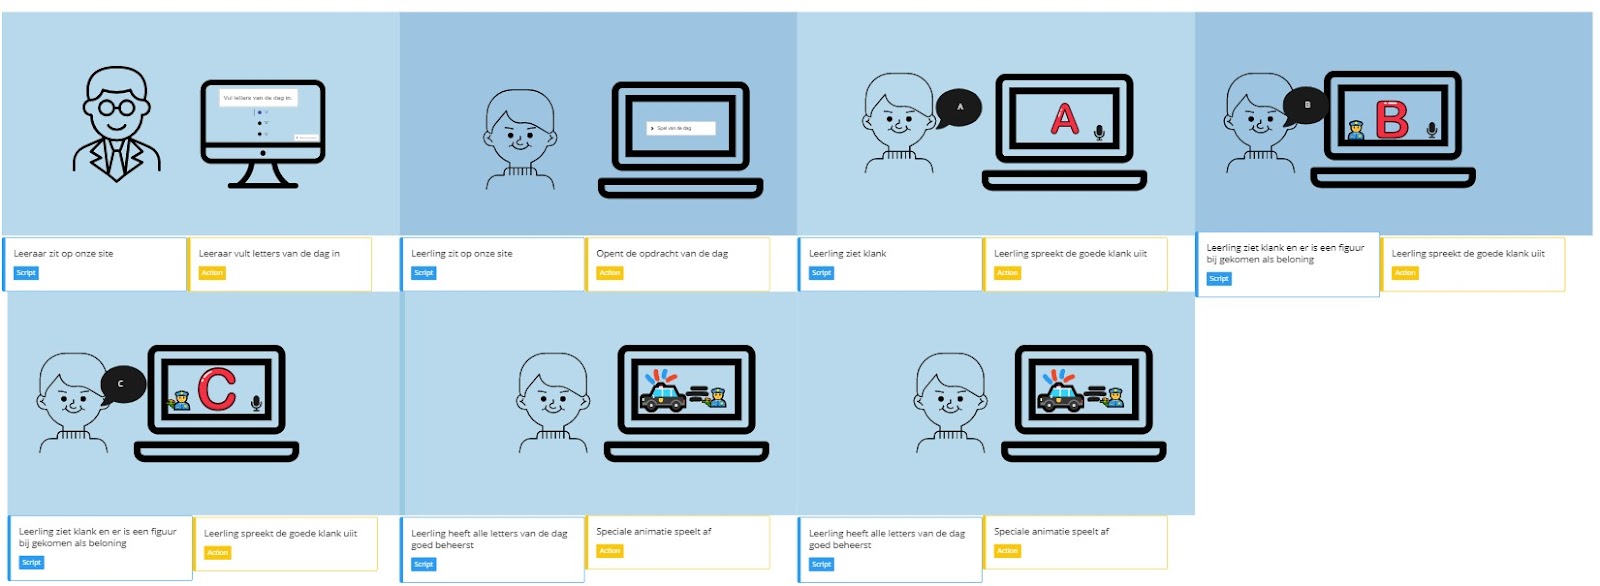 Vul letters van de dag in.
Spel van de dag
A
A
B
B
Leeraar zit op onze site
Script
Leeraar vult letters van de dag in
Action
Leerling zit op onze site
Script
Opent de opdracht van de dag
Action
Leerling ziet klank
Script
Leerling spreekt de goede klank uit
Action
Leerling ziet klank en er is een figuur
bij gekomen als beloning
Script
Leerling spreekt de goede klank uit
Action
C
C
Leerling ziet klank en er is een figuur
bij gekomen als beloning
Script
Leerling spreekt de goede klank uit
Action
Leerling heeft alle letters van de dag
goed beheerst
Script
Speciale animatie speelt af
Action
Leerling heeft alle letters van de dag
goed beheerst
Script
Speciale animatie speelt af
Action